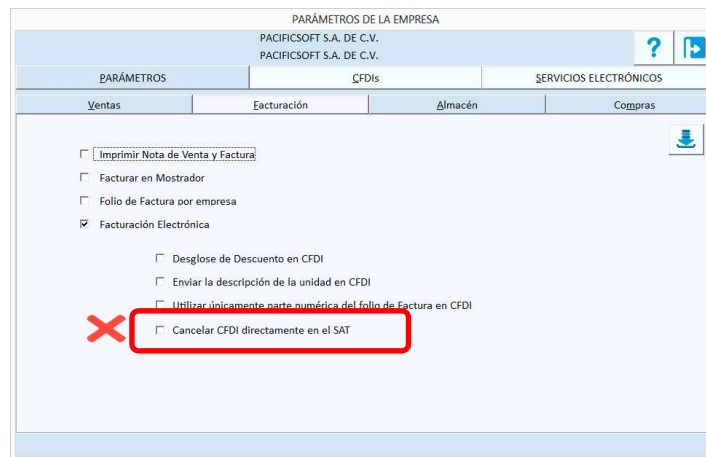 PARÁMETROS DE LA EMPRESA
PACIFICSOFT S.A. DE C.V.
PACIFICSOFT S.A. DE C.V.
?
PARÁMETROS CFDIs SERVICIOS ELECTRÓNICOS
Ventas Facturación Almacén Compras
Imprimir Nota de Venta y Factura
Facturar en Mostrador
Folio de Factura por empresa
Facturación Electrónica
Desglose de Descuento en CFDI
Enviar la descripción de la unidad en CFDI
Utilizar únicamente parte numérica del folio de Factura en CFDI
Cancelar CFDI directamente en el SAT